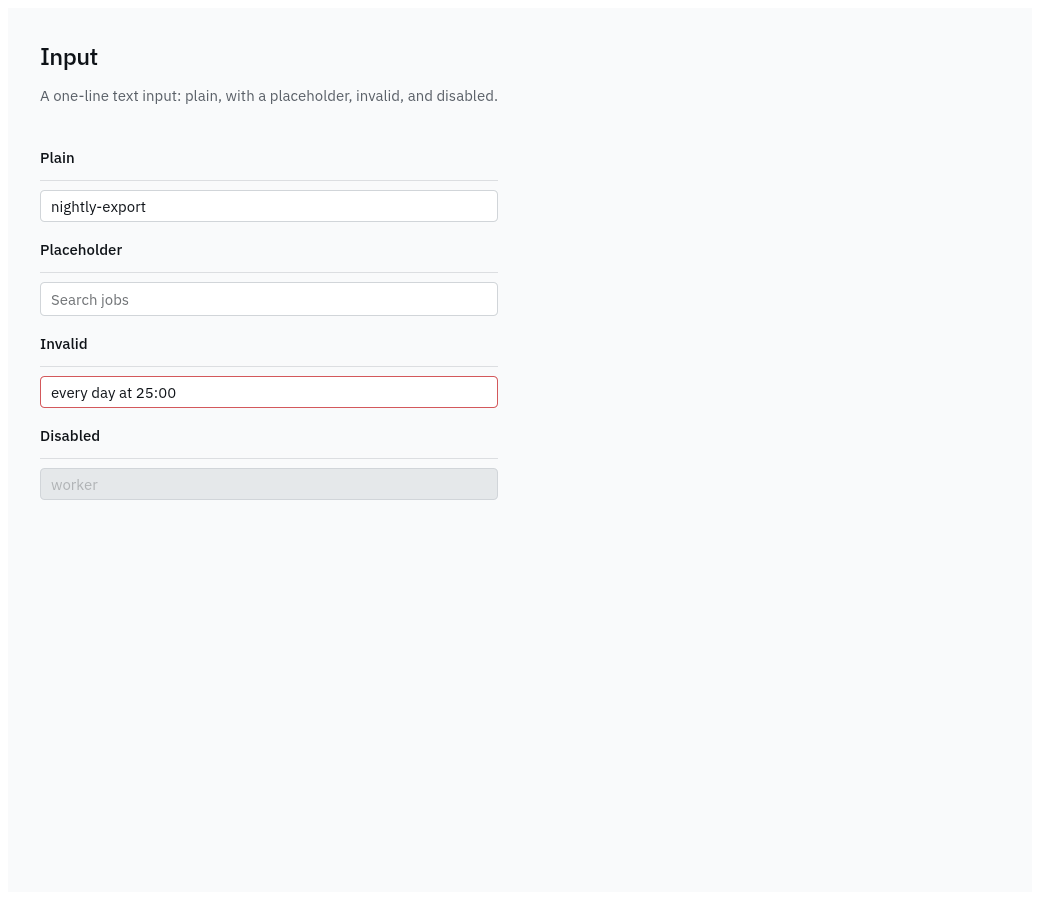 Input
A one-line text input: plain, with a placeholder, invalid, and disabled.
Plain
nightly-export
Placeholder
Search jobs
Invalid
every day at 25:00
Disabled
worker